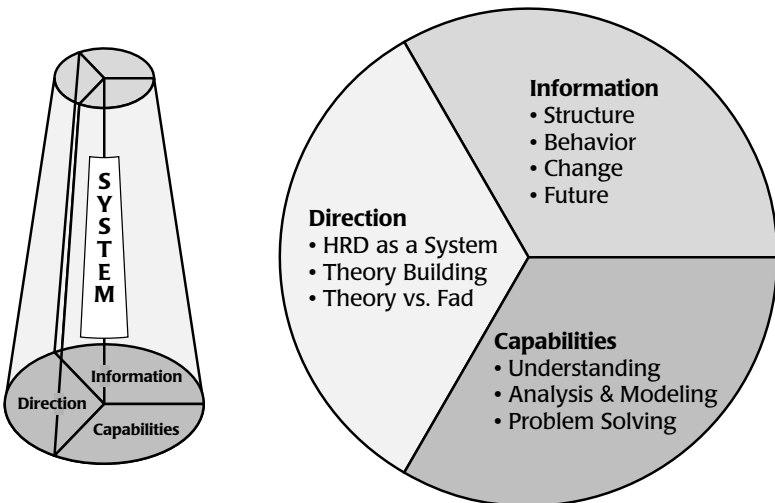 SYSTEM
Information
Direction
Capabilities
Information
• Structure
• Behavior
• Change
• Future
Direction
• HRD as a System
• Theory Building
• Theory vs. Fad
Capabilities
• Understanding
• Analysis & Modeling
• Problem Solving